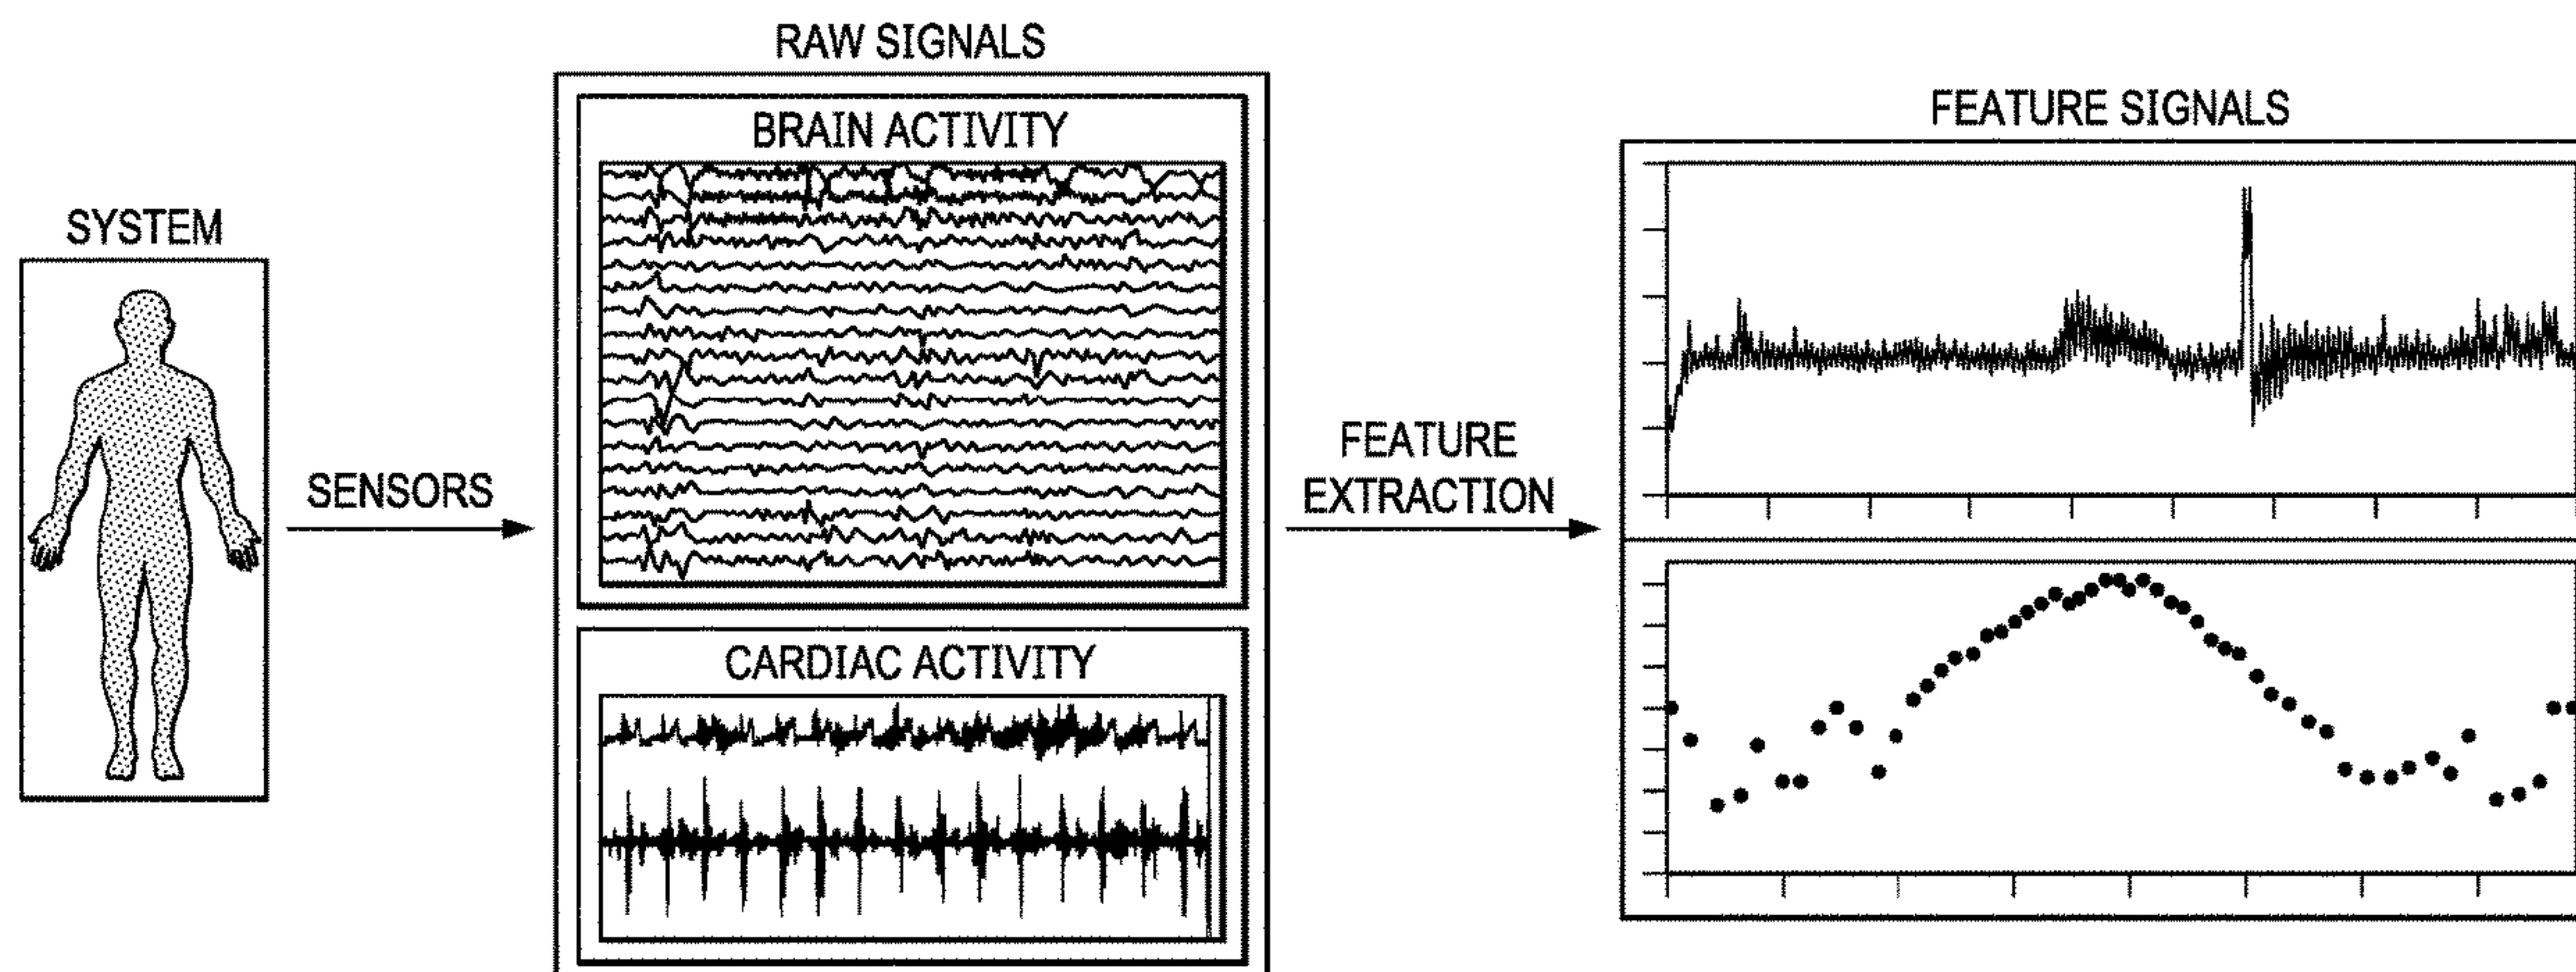 SYSTEM
SENSORS
RAW SIGNALS
BRAIN ACTIVITY
CARDIAC ACTIVITY
FEATURE
EXTRACTION
FEATURE SIGNALS